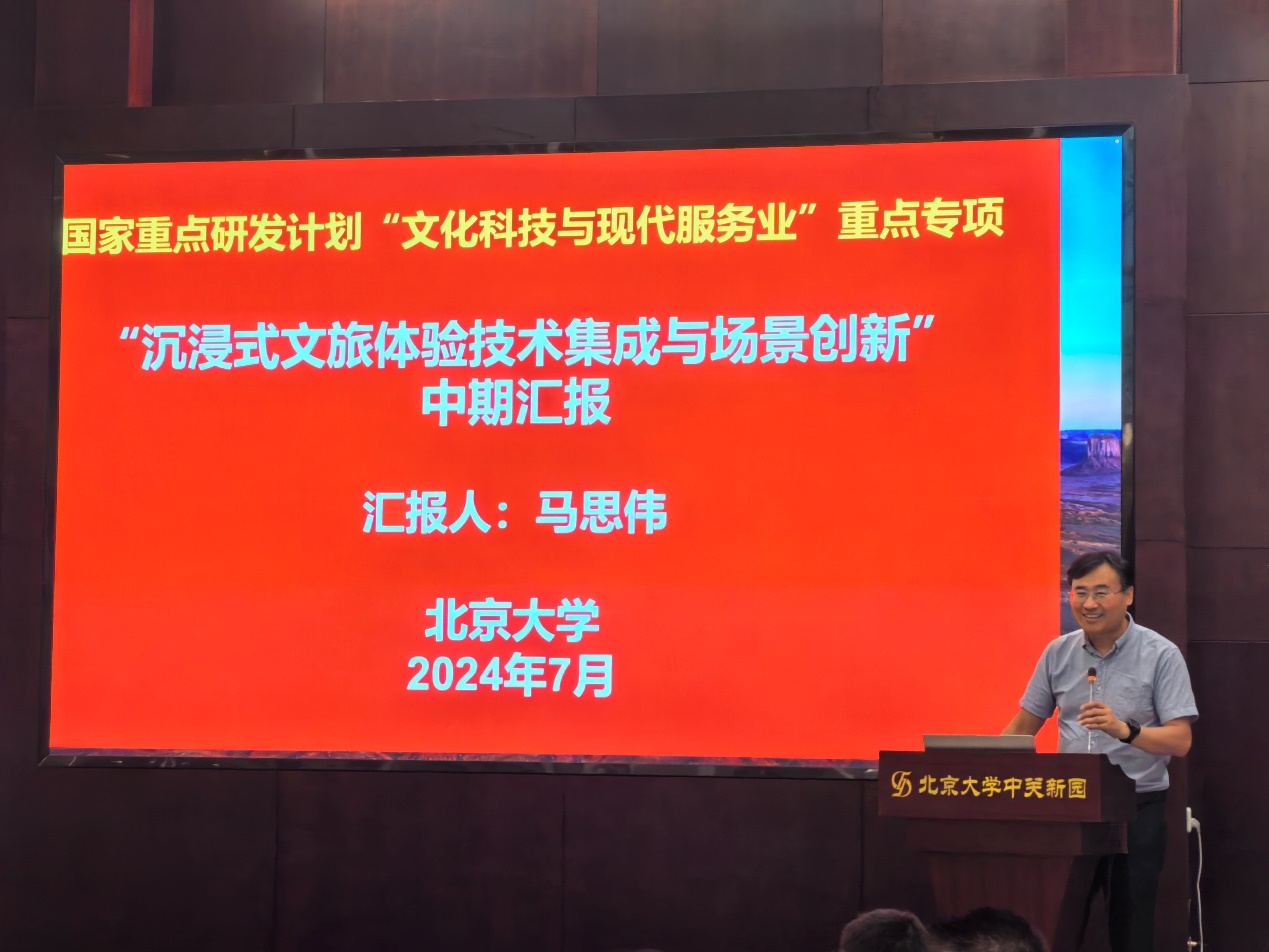 国家重点研发计划“文化科技与现代服务业”重点专项
“沉浸式文旅体验技术集成与场景创新”
中期汇报
汇报人：马思伟
北京大学
2024年7月
北京大学中关新园